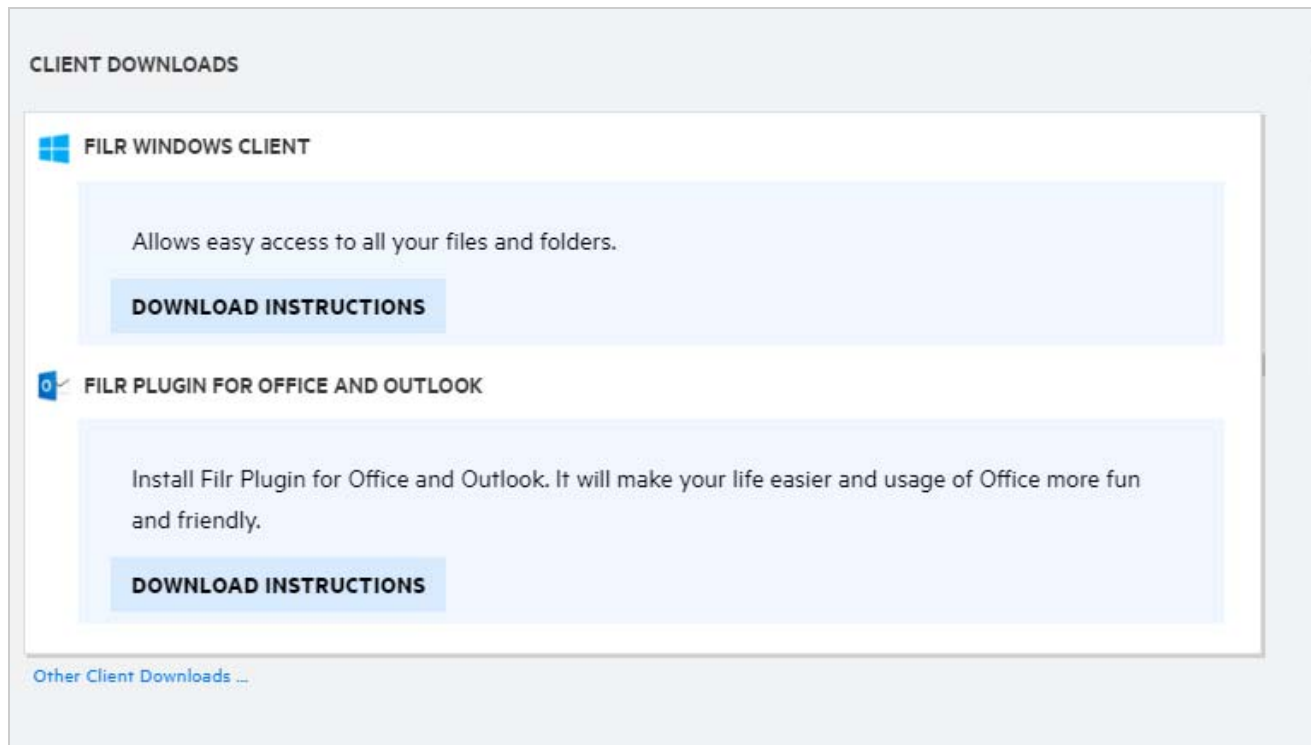 CLIENT DOWNLOADS
FILR WINDOWS CLIENT
Allows easy access to all your files and folders.
DOWNLOAD INSTRUCTIONS
FILR PLUGIN FOR OFFICE AND OUTLOOK
Install Filr Plugin for Office and Outlook. It will make your life easier and usage of Office more fun
and friendly.
DOWNLOAD INSTRUCTIONS
Other Client Downloads ...